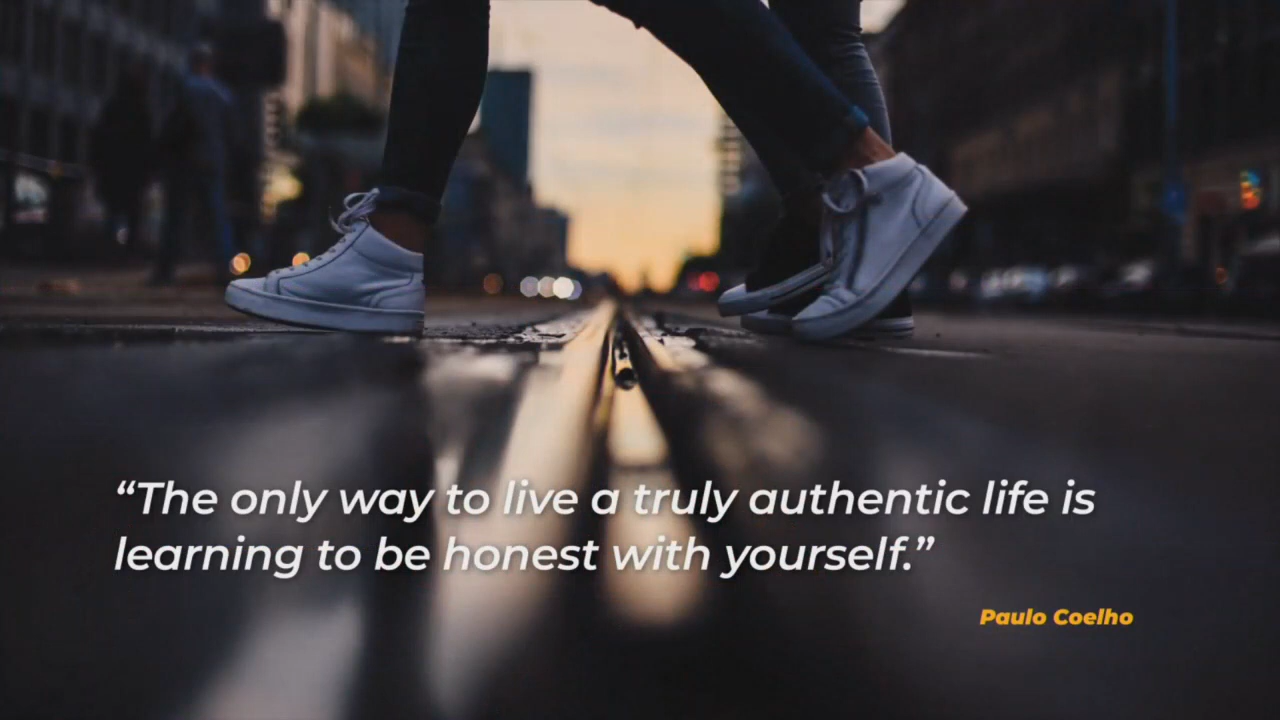 “The only way to live a truly authentic life is
learning to be honest with yourself.”
Paulo Coelho